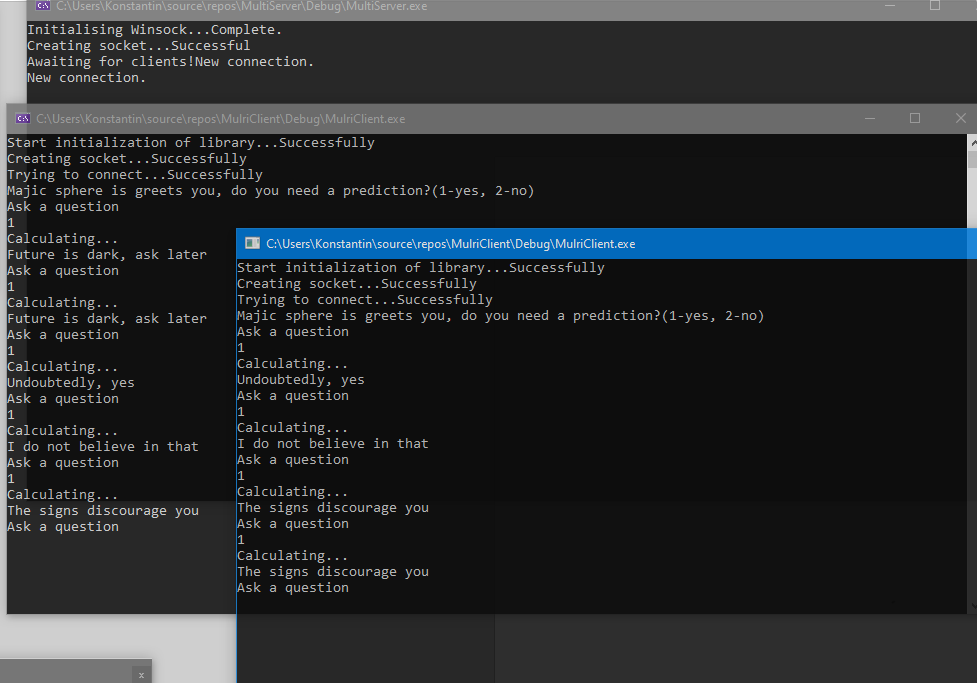 C:\Users\Konstantin\source\repos\MultiServer\Debug\MultiServer.exe
Initialising Winsock...Complete.
Creating socket...Successful
Awaiting for clients!New connection.
New connection.
C:\Users\Konstantin\source\repos\MulriClient\Debug\MulriClient.exe
Start initialization of library...Successfully
Creating socket...Successfully
Trying to connect...Successfully
Majic sphere is greets you, do you need a prediction?(1-yes, 2-no)
Ask a question
1
Calculating...
Future is dark, ask later
Ask a question
1
Calculating...
Future is dark, ask later
Ask a question
1
Calculating...
Undoubtedly, yes
Ask a question
1
Calculating...
I do not believe in that
Ask a question
1
Calculating...
The signs discourage you
Ask a question
C:\Users\Konstantin\source\repos\MulriClient\Debug\MulriClient.exe
Start initialization of library...Successfully
Creating socket...Successfully
Trying to connect...Successfully
Majic sphere is greets you, do you need a prediction?(1-yes, 2-no)
Ask a question
1
Calculating...
Undoubtedly, yes
Ask a question
1
Calculating...
I do not believe in that
Ask a question
1
Calculating...
The signs discourage you
Ask a question
1
Calculating...
The signs discourage you
Ask a question